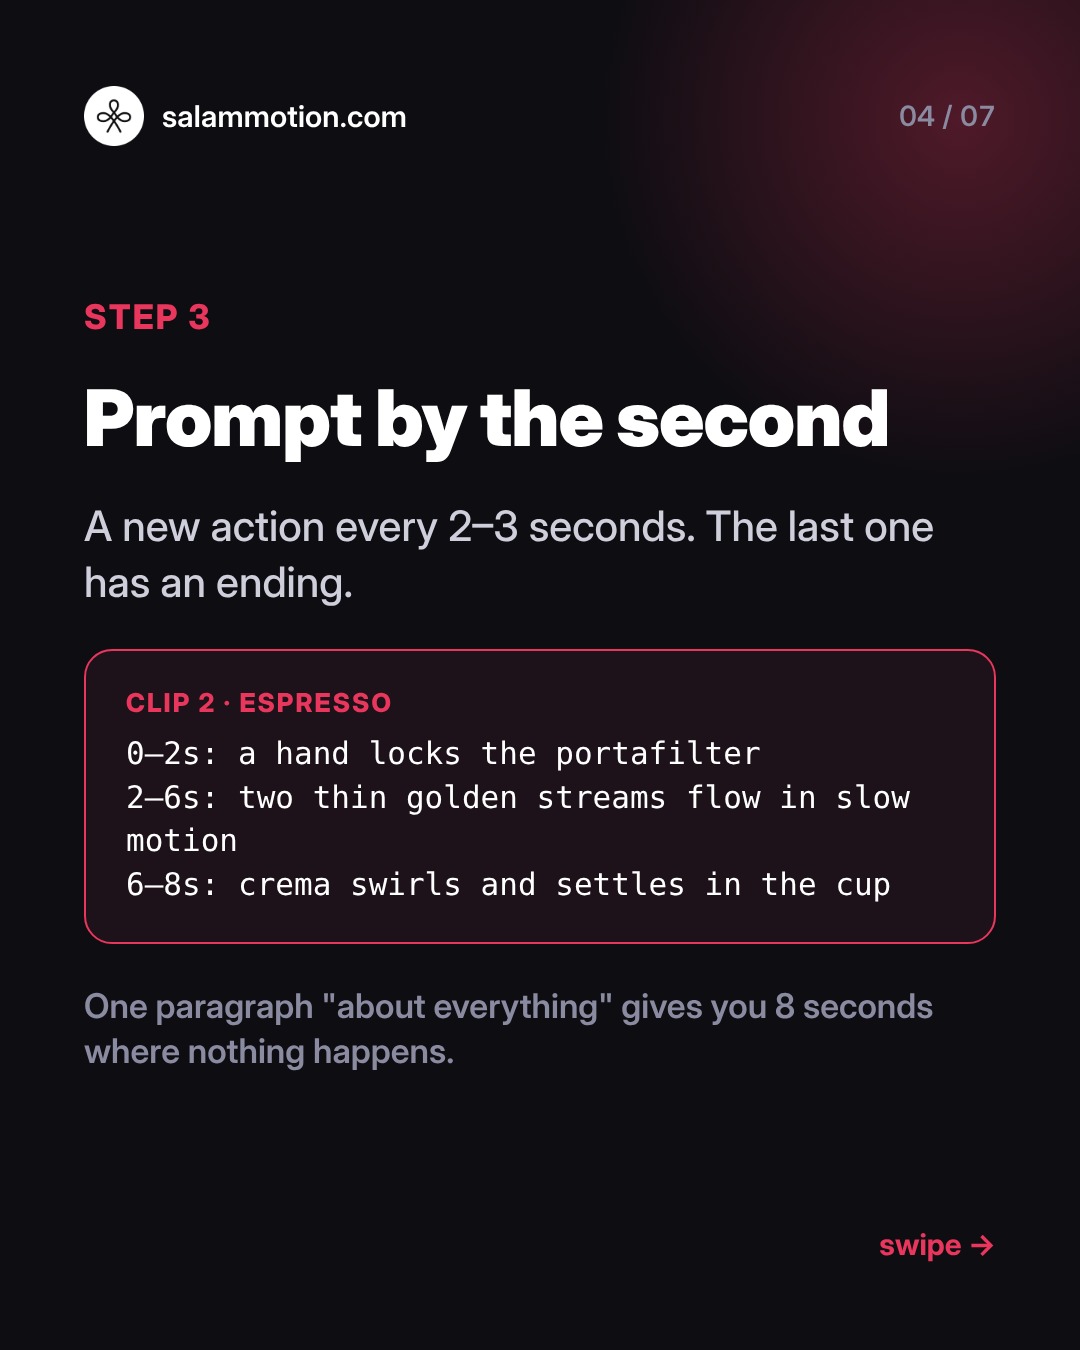 salammotion.com
04 / 07
STEP 3
Prompt by the second
A new action every 2–3 seconds. The last one
has an ending.
CLIP 2 · ESPRESSO
0–2s: a hand locks the portafilter
2–6s: two thin golden streams flow in slow
motion
6–8s: crema swirls and settles in the cup
One paragraph "about everything" gives you 8 seconds
where nothing happens.
swipe →